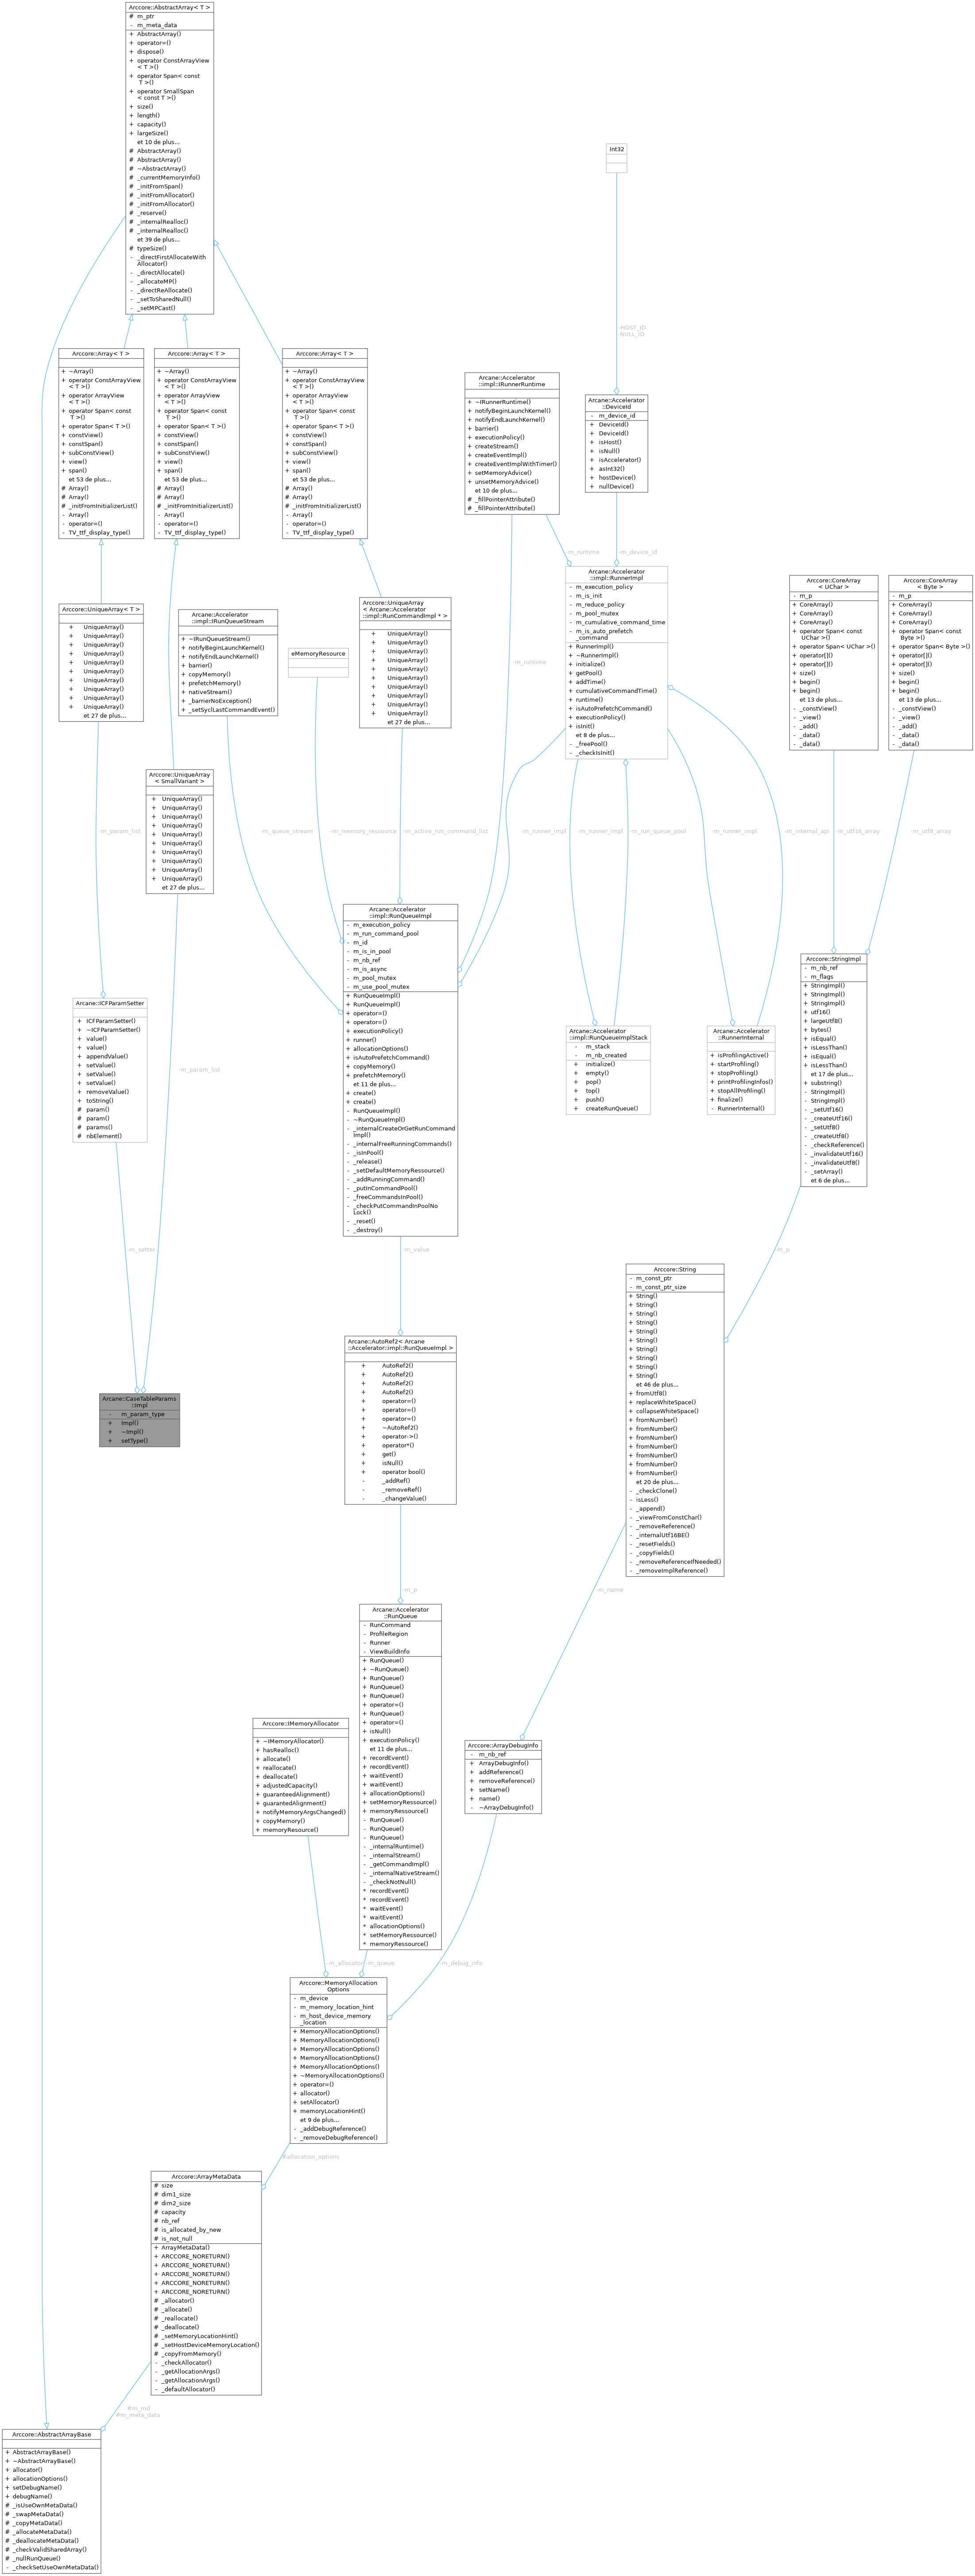 Arccore::AbstractArray< T >
# m_ptr
- m_meta_data
+ AbstractArray()
+ operator=()
+ dispose()
+ operator ConstArrayView
< T >()
+ operator Span< const
T >()
+ operator SmallSpan
< const T >()
+ size()
+ length()
+ capacity()
+ largeSize()
et 10 de plus...
# AbstractArray()
# AbstractArray()
# ~AbstractArray()
# _currentMemoryInfo()
# _initFromSpan()
# _initFromAllocator()
# _initFromAllocator()
# _reserve()
# _internalRealloc()
# _internalRealloc()
et 39 de plus...
# typeSize()
- _directFirstAllocateWith
Allocator()
- _directAllocate()
- _allocateMP()
- _directReAllocate()
- _setToSharedNull()
- _setMPCast()
Int32
-HOST_ID
-NULL_ID
Arccore::Array< T >
+ ~Array()
+ operator ConstArrayView
< T >()
+ operator ArrayView
< T >()
+ operator Span< const
T >()
+ operator Span< T >()
+ constView()
+ constSpan()
+ subConstView()
+ view()
+ span()
et 53 de plus...
# Array()
# Array()
# _initFromInitializerList()
- Array()
- operator=()
- TV_ttf_display_type()
Arccore::Array< T >
+ ~Array()
+ operator ConstArrayView
< T >()
+ operator ArrayView
< T >()
+ operator Span< const
T >()
+ operator Span< T >()
+ constView()
+ constSpan()
+ subConstView()
+ view()
+ span()
et 53 de plus...
# Array()
# Array()
# _initFromInitializerList()
- Array()
- operator=()
- TV_ttf_display_type()
Arccore::Array< T >
+ ~Array()
+ operator ConstArrayView
< T >()
+ operator ArrayView
< T >()
+ operator Span< const
T >()
+ operator Span< T >()
+ constView()
+ constSpan()
+ subConstView()
+ view()
+ span()
et 53 de plus...
# Array()
# Array()
# _initFromInitializerList()
- Array()
- operator=()
- TV_ttf_display_type()
Arcane::Accelerator
::impl::IRunnerRuntime
+ ~IRunnerRuntime()
+ notifyBeginLaunchKernel()
+ notifyEndLaunchKernel()
+ barrier()
+ executionPolicy()
+ createStream()
+ createEventImpl()
+ createEventImplWithTimer()
+ setMemoryAdvice()
+ unsetMemoryAdvice()
et 10 de plus...
# _fillPointerAttribute()
# _fillPointerAttribute()
Arcane::Accelerator
::DeviceId
- m_device_id
+ DeviceId()
+ DeviceId()
+ isHost()
+ isNull()
+ isAccelerator()
+ asInt32()
+ hostDevice()
+ nullDevice()
-m_runtime
-m_device_id
Arcane::Accelerator
::impl::RunnerImpl
- m_execution_policy
- m_is_init
- m_reduce_policy
- m_pool_mutex
- m_cumulative_command_time
- m_is_auto_prefetch
_command
+ RunnerImpl()
+ ~RunnerImpl()
+ initialize()
+ getPool()
+ addTime()
+ cumulativeCommandTime()
+ runtime()
+ isAutoPrefetchCommand()
+ executionPolicy()
+ isInit()
et 8 de plus...
- _freePool()
- _checkIsInit()
Arccore::CoreArray
< UChar >
- m_p
+ CoreArray()
+ CoreArray()
+ CoreArray()
+ operator Span< const
UChar >()
+ operator Span< UChar >()
+ operator[]()
+ operator[]()
+ size()
+ begin()
+ begin()
et 13 de plus...
- _constView()
- _view()
- _add()
- _data()
- _data()
Arccore::CoreArray
< Byte >
- m_p
+ CoreArray()
+ CoreArray()
+ CoreArray()
+ operator Span< const
Byte >()
+ operator Span< Byte >()
+ operator[]()
+ operator[]()
+ size()
+ begin()
+ begin()
et 13 de plus...
- _constView()
- _view()
- _add()
- _data()
- _data()
Arccore::UniqueArray< T >
+ UniqueArray()
+ UniqueArray()
+ UniqueArray()
+ UniqueArray()
+ UniqueArray()
+ UniqueArray()
+ UniqueArray()
+ UniqueArray()
+ UniqueArray()
+ UniqueArray()
et 27 de plus...
Arcane::Accelerator
::impl::IRunQueueStream
+ ~IRunQueueStream()
+ notifyBeginLaunchKernel()
+ notifyEndLaunchKernel()
+ barrier()
+ copyMemory()
+ prefetchMemory()
+ nativeStream()
+ _barrierNoException()
+ _setSyclLastCommandEvent()
eMemoryResource
Arccore::UniqueArray
< Arcane::Accelerator
::impl::RunCommandImpl * >
+ UniqueArray()
+ UniqueArray()
+ UniqueArray()
+ UniqueArray()
+ UniqueArray()
+ UniqueArray()
+ UniqueArray()
+ UniqueArray()
+ UniqueArray()
+ UniqueArray()
et 27 de plus...
-m_runtime
Arccore::UniqueArray
< SmallVariant >
+ UniqueArray()
+ UniqueArray()
+ UniqueArray()
+ UniqueArray()
+ UniqueArray()
+ UniqueArray()
+ UniqueArray()
+ UniqueArray()
+ UniqueArray()
+ UniqueArray()
et 27 de plus...
-m_param_list
-m_queue_stream
-m_memory_ressource
-m_active_run_command_list
-m_runner_impl
-m_runner_impl
-m_run_queue_pool
-m_runner_impl
-m_internal_api
-m_utf16_array
-m_utf8_array
Arcane::Accelerator
::impl::RunQueueImpl
- m_execution_policy
- m_run_command_pool
- m_id
- m_is_in_pool
- m_nb_ref
- m_is_async
- m_pool_mutex
- m_use_pool_mutex
+ RunQueueImpl()
+ RunQueueImpl()
+ operator=()
+ operator=()
+ executionPolicy()
+ runner()
+ allocationOptions()
+ isAutoPrefetchCommand()
+ copyMemory()
+ prefetchMemory()
et 11 de plus...
+ create()
+ create()
- RunQueueImpl()
- ~RunQueueImpl()
- _internalCreateOrGetRunCommand
Impl()
- _internalFreeRunningCommands()
- _isInPool()
- _release()
- _setDefaultMemoryRessource()
- _addRunningCommand()
- _putInCommandPool()
- _freeCommandsInPool()
- _checkPutCommandInPoolNo
Lock()
- _reset()
- _destroy()
Arccore::StringImpl
- m_nb_ref
- m_flags
+ StringImpl()
+ StringImpl()
+ StringImpl()
+ utf16()
+ largeUtf8()
+ bytes()
+ isEqual()
+ isLessThan()
+ isEqual()
+ isLessThan()
et 17 de plus...
+ substring()
- StringImpl()
- StringImpl()
- _setUtf16()
- _createUtf16()
- _setUtf8()
- _createUtf8()
- _checkReference()
- _invalidateUtf16()
- _invalidateUtf8()
- _setArray()
et 6 de plus...
Arcane::ICFParamSetter
+ ICFParamSetter()
+ ~ICFParamSetter()
+ value()
+ value()
+ appendValue()
+ setValue()
+ setValue()
+ setValue()
+ removeValue()
+ toString()
# param()
# param()
# params()
# nbElement()
-m_param_list
Arcane::Accelerator
::impl::RunQueueImplStack
- m_stack
- m_nb_created
+ initialize()
+ empty()
+ pop()
+ top()
+ push()
+ createRunQueue()
Arcane::Accelerator
::RunnerInternal
+ isProfilingActive()
+ startProfiling()
+ stopProfiling()
+ printProfilingInfos()
+ stopAllProfiling()
+ finalize()
- RunnerInternal()
-m_setter
-m_value
-m_p
Arccore::String
- m_const_ptr
- m_const_ptr_size
+ String()
+ String()
+ String()
+ String()
+ String()
+ String()
+ String()
+ String()
+ String()
+ String()
et 46 de plus...
+ fromUtf8()
+ replaceWhiteSpace()
+ collapseWhiteSpace()
+ fromNumber()
+ fromNumber()
+ fromNumber()
+ fromNumber()
+ fromNumber()
+ fromNumber()
+ fromNumber()
et 20 de plus...
- _checkClone()
- isLess()
- _append()
- _viewFromConstChar()
- _removeReference()
- _internalUtf16BE()
- _resetFields()
- _copyFields()
- _removeReferenceIfNeeded()
- _removeImplReference()
Arcane::AutoRef2< Arcane
::Accelerator::impl::RunQueueImpl >
+ AutoRef2()
+ AutoRef2()
+ AutoRef2()
+ AutoRef2()
+ operator=()
+ operator=()
+ operator=()
+ ~AutoRef2()
+ operator->()
+ operator*()
+ get()
+ isNull()
+ operator bool()
- _addRef()
- _removeRef()
- _changeValue()
Arcane::CaseTableParams
::Impl
- m_param_type
+ Impl()
+ ~Impl()
+ setType()
-m_p
-m_name
Arcane::Accelerator
::RunQueue
- RunCommand
- ProfileRegion
- Runner
- ViewBuildInfo
+ RunQueue()
+ ~RunQueue()
+ RunQueue()
+ RunQueue()
+ RunQueue()
+ operator=()
+ RunQueue()
+ operator=()
+ isNull()
+ executionPolicy()
et 11 de plus...
+ recordEvent()
+ recordEvent()
+ waitEvent()
+ waitEvent()
+ allocationOptions()
+ setMemoryRessource()
+ memoryRessource()
- RunQueue()
- RunQueue()
- RunQueue()
- _internalRuntime()
- _internalStream()
- _getCommandImpl()
- _internalNativeStream()
- _checkNotNull()
* recordEvent()
* recordEvent()
* waitEvent()
* waitEvent()
* allocationOptions()
* setMemoryRessource()
* memoryRessource()
Arccore::IMemoryAllocator
+ ~IMemoryAllocator()
+ hasRealloc()
+ allocate()
+ reallocate()
+ deallocate()
+ adjustedCapacity()
+ guaranteedAlignment()
+ guarantedAlignment()
+ notifyMemoryArgsChanged()
+ copyMemory()
+ memoryResource()
Arccore::ArrayDebugInfo
- m_nb_ref
+ ArrayDebugInfo()
+ addReference()
+ removeReference()
+ setName()
+ name()
- ~ArrayDebugInfo()
-m_allocator
-m_queue
-m_debug_info
Arccore::MemoryAllocation
Options
- m_device
- m_memory_location_hint
- m_host_device_memory
_location
+ MemoryAllocationOptions()
+ MemoryAllocationOptions()
+ MemoryAllocationOptions()
+ MemoryAllocationOptions()
+ MemoryAllocationOptions()
+ ~MemoryAllocationOptions()
+ operator=()
+ allocator()
+ setAllocator()
+ memoryLocationHint()
et 9 de plus...
- _addDebugReference()
- _removeDebugReference()
#allocation_options
Arccore::ArrayMetaData
# size
# dim1_size
# dim2_size
# capacity
# nb_ref
# is_allocated_by_new
# is_not_null
+ ArrayMetaData()
+ ARCCORE_NORETURN()
+ ARCCORE_NORETURN()
+ ARCCORE_NORETURN()
+ ARCCORE_NORETURN()
+ ARCCORE_NORETURN()
# _allocator()
# _allocate()
# _reallocate()
# _deallocate()
# _setMemoryLocationHint()
# _setHostDeviceMemoryLocation()
# _copyFromMemory()
- _checkAllocator()
- _getAllocationArgs()
- _getAllocationArgs()
- _defaultAllocator()
#m_md
#m_meta_data
Arccore::AbstractArrayBase
+ AbstractArrayBase()
+ ~AbstractArrayBase()
+ allocator()
+ allocationOptions()
+ setDebugName()
+ debugName()
# _isUseOwnMetaData()
# _swapMetaData()
# _copyMetaData()
# _allocateMetaData()
# _deallocateMetaData()
# _checkValidSharedArray()
# _nullRunQueue()
- _checkSetUseOwnMetaData()